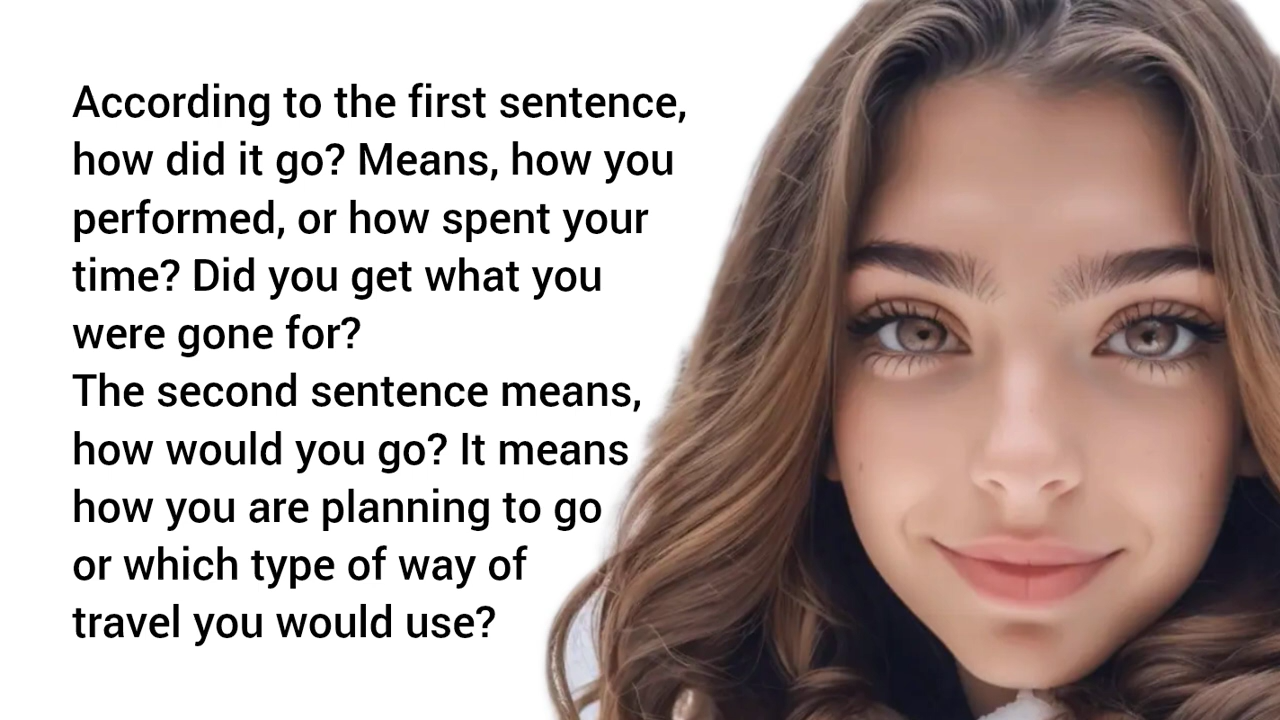 According to the first sentence,
how did it go? Means, how you
performed, or how spent your
time? Did you get what you
were gone for?
The second sentence means,
how would you go? It means
how you are planning to go
or which type of way of
travel you would use?